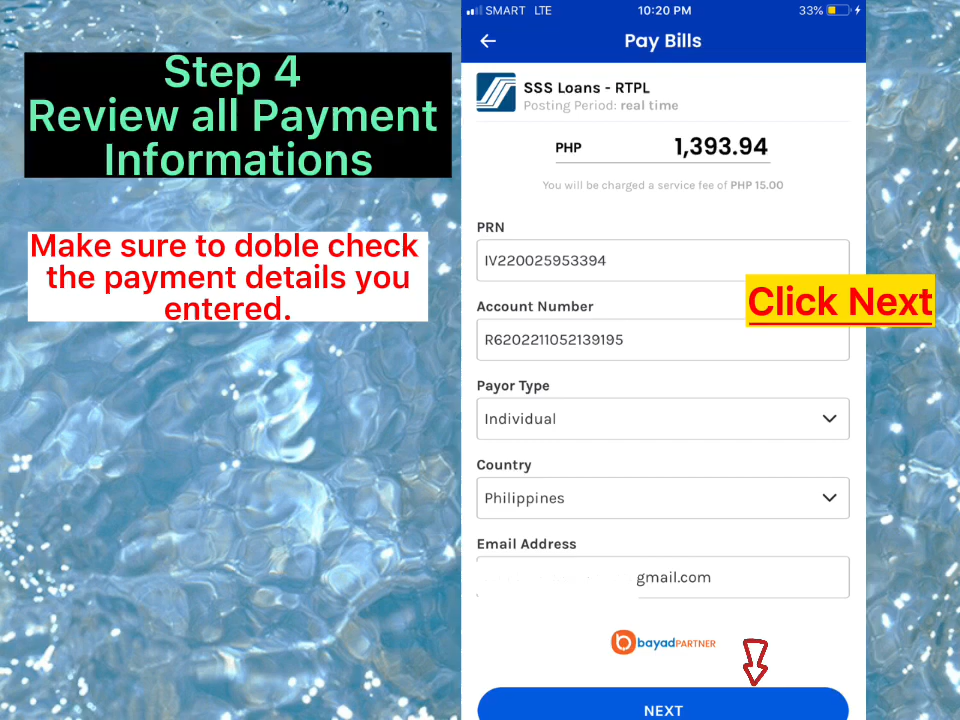 Step 4
Review all Payment
Informations
Make sure to doble check
the payment details you
entered.
SMART LTE 10:20 PM 33%
Pay Bills
SSS Loans - RTPL
Posting Period: real time
PHP 1,393.94
You will be charged a service fee of PHP 15.00
PRN
IV220025953394
Click Next
Account Number
R6202211052139195
Payor Type
Individual
Country
Philippines
Email Address
gmail.com
bayad PARTNER
NEXT